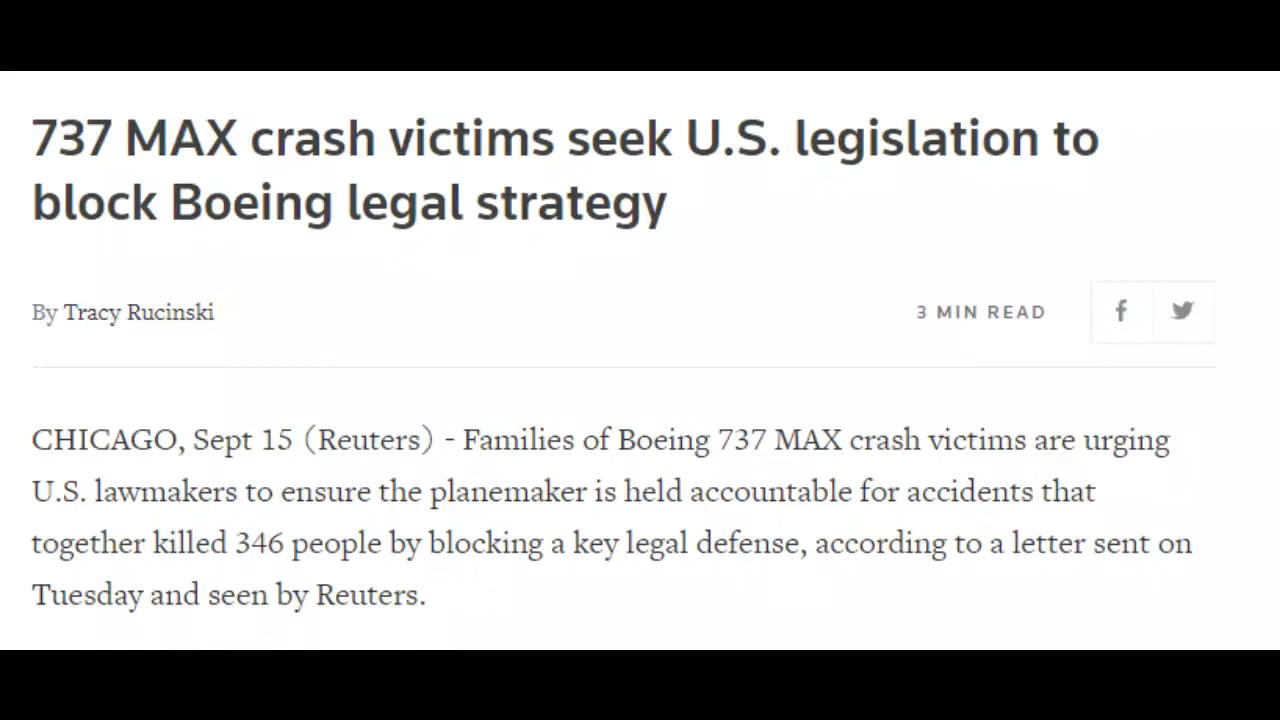 737 MAX crash victims seek U.S. legislation to
block Boeing legal strategy
By Tracy Rucinski
3 MIN READ
CHICAGO, Sept 15 (Reuters) - Families of Boeing 737 MAX crash victims are urging
U.S. lawmakers to ensure the planemaker is held accountable for accidents that
together killed 346 people by blocking a key legal defense, according to a letter sent on
Tuesday and seen by Reuters.